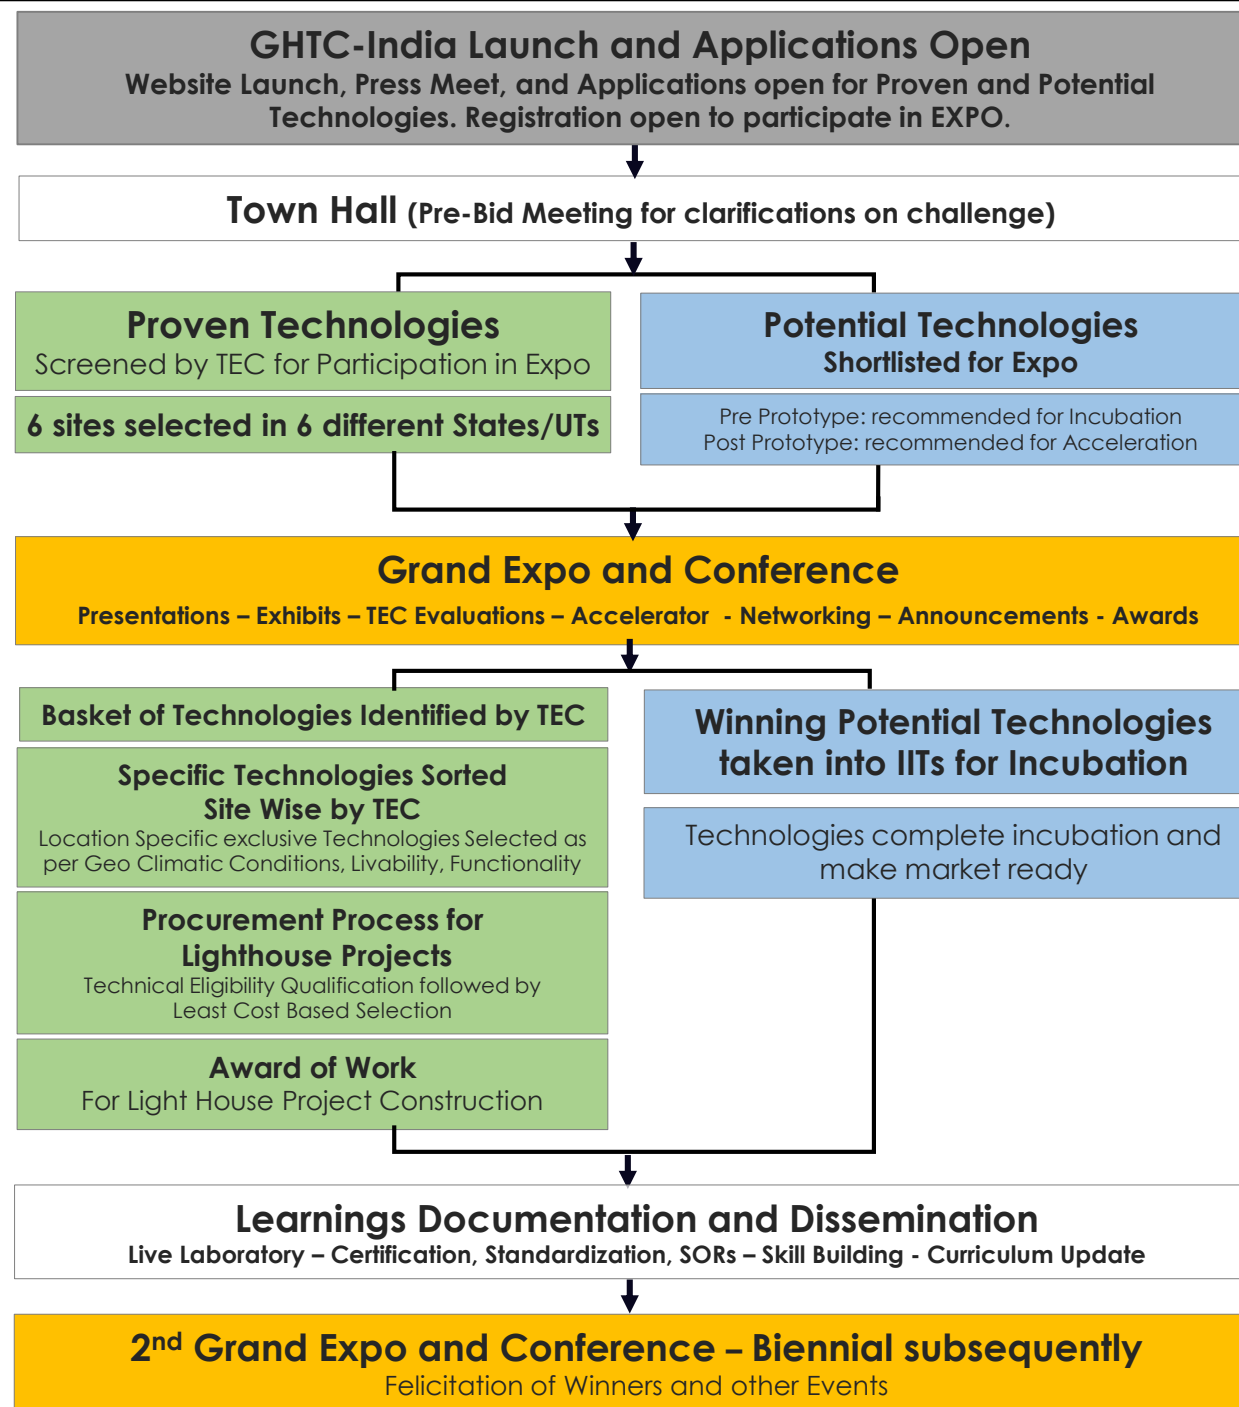 GHTC-India Launch and Applications Open
Website Launch, Press Meet, and Applications open for Proven and Potential
Technologies. Registration open to participate in EXPO.
Town Hall (Pre-Bid Meeting for clarifications on challenge)
Proven Technologies
Screened by TEC for Participation in Expo
6 sites selected in 6 different States/UTs
Potential Technologies
Shortlisted for Expo
Pre Prototype: recommended for Incubation
Post Prototype: recommended for Acceleration
Grand Expo and Conference
Presentations – Exhibits – TEC Evaluations – Accelerator - Networking – Announcements - Awards
Basket of Technologies Identified by TEC
Specific Technologies Sorted
Site Wise by TEC
Location Specific exclusive Technologies Selected as
per Geo Climatic Conditions, Livability, Functionality
Procurement Process for
Lighthouse Projects
Technical Eligibility Qualification followed by
Least Cost Based Selection
Award of Work
For Light House Project Construction
Winning Potential Technologies
taken into IITs for Incubation
Technologies complete incubation and
make market ready
Learnings Documentation and Dissemination
Live Laboratory – Certification, Standardization, SORs – Skill Building - Curriculum Update
2nd Grand Expo and Conference – Biennial subsequently
Felicitation of Winners and other Events